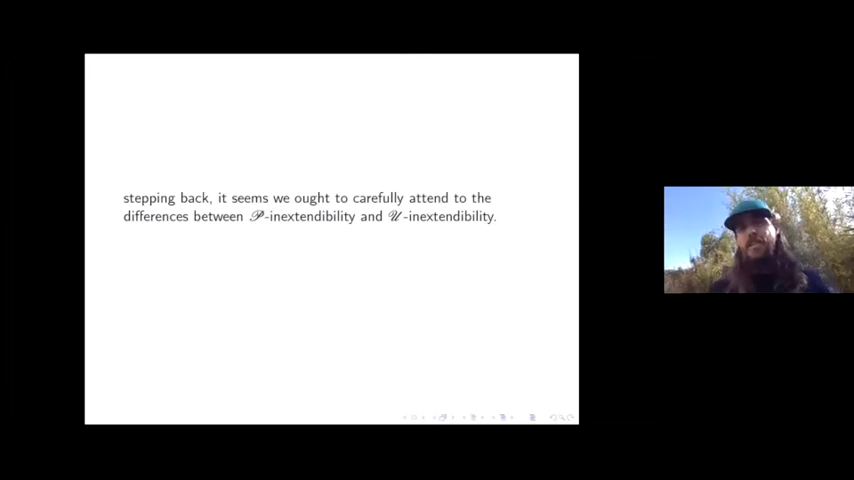 stepping back, it seems we ought to carefully attend to the
differences between 𝒫-inextendibility and 𝒰-inextendibility.